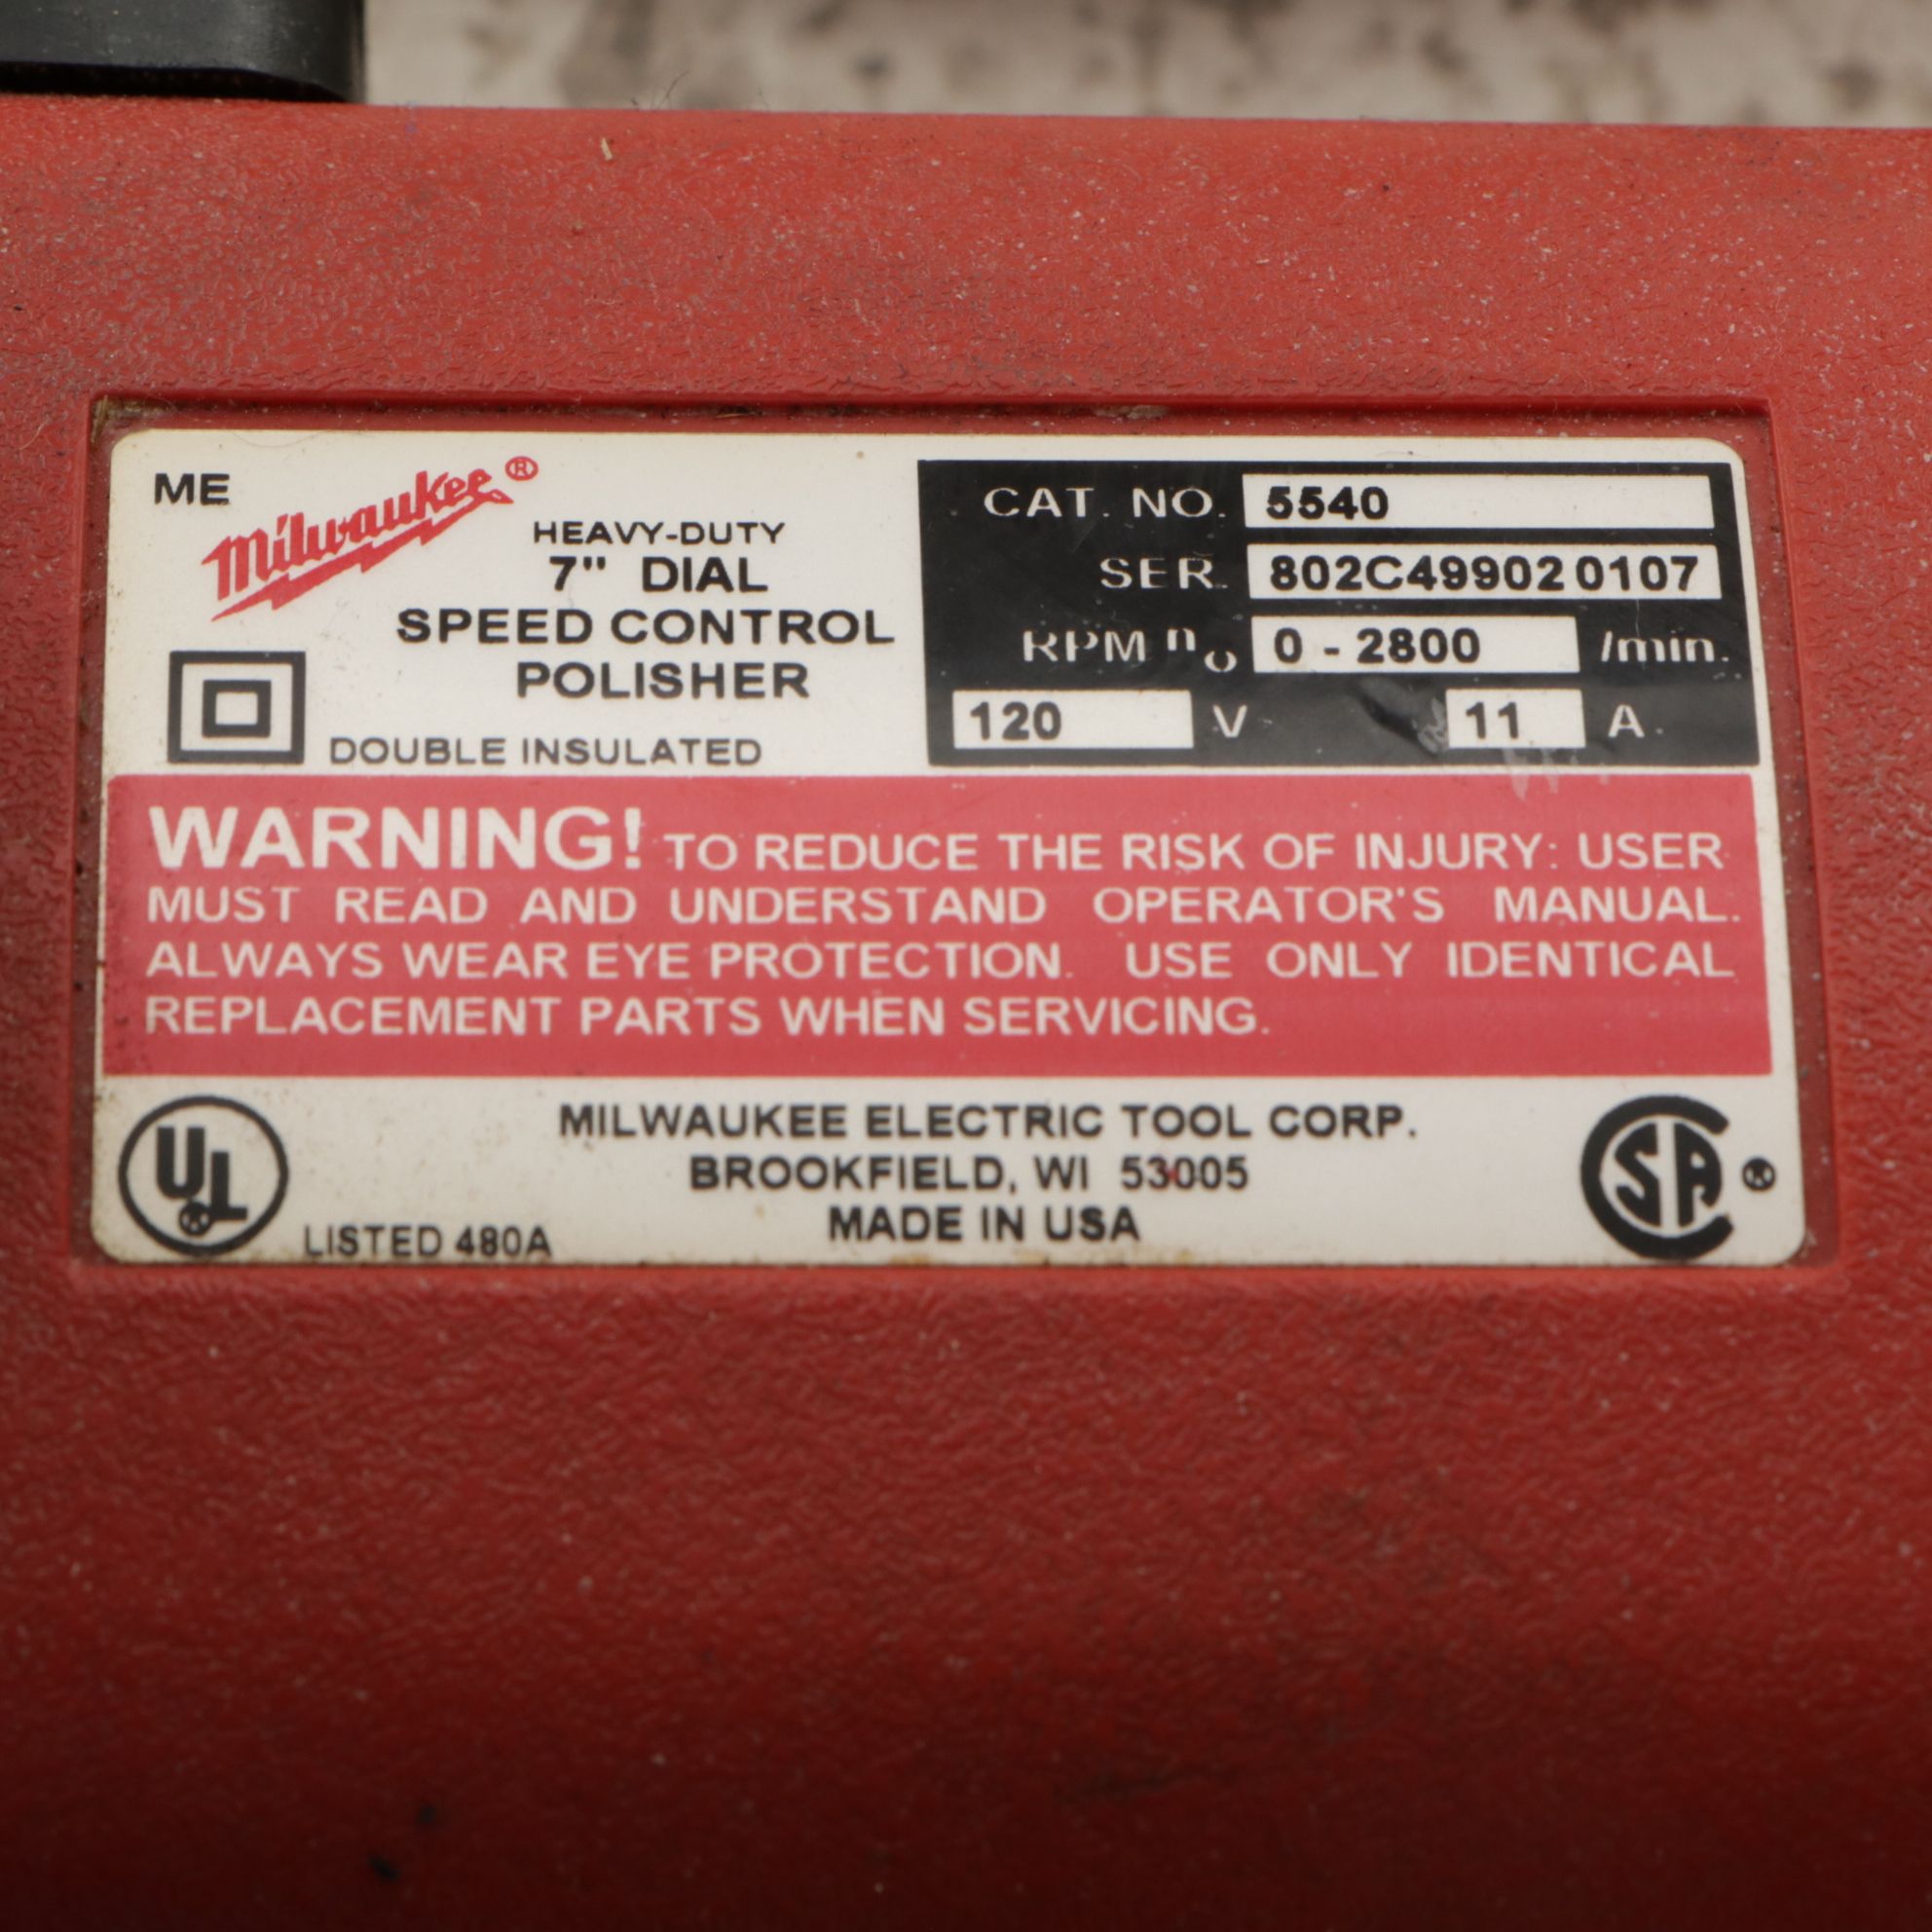 ME
Milwaukee®
HEAVY-DUTY
7" DIAL
SPEED CONTROL
POLISHER
DOUBLE INSULATED
CAT. NO. 5540
SER. 802C499020107
RPM n₀ 0 - 2800 /min.
120 V 11 A.
WARNING! TO REDUCE THE RISK OF INJURY: USER
MUST READ AND UNDERSTAND OPERATOR'S MANUAL.
ALWAYS WEAR EYE PROTECTION. USE ONLY IDENTICAL
REPLACEMENT PARTS WHEN SERVICING.
UL®
LISTED 480A
MILWAUKEE ELECTRIC TOOL CORP.
BROOKFIELD, WI 53005
MADE IN USA
CSA®